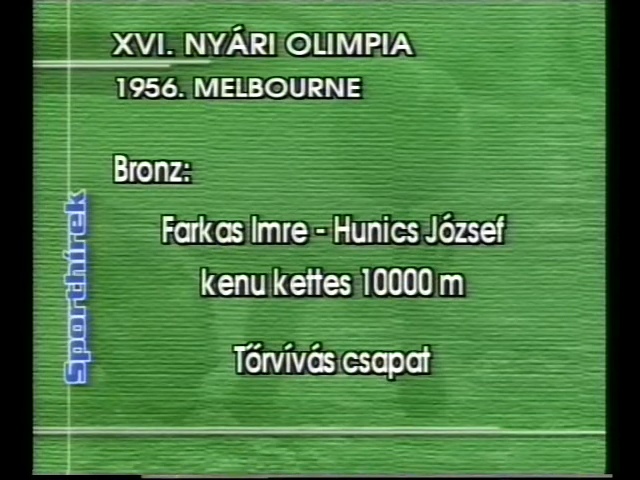 XVI. NYÁRI OLIMPIA
1956. MELBOURNE
Bronz:
Farkas Imre - Hunics József
kenu kettes 10000 m
Tőrvívás csapat
Sporthírek